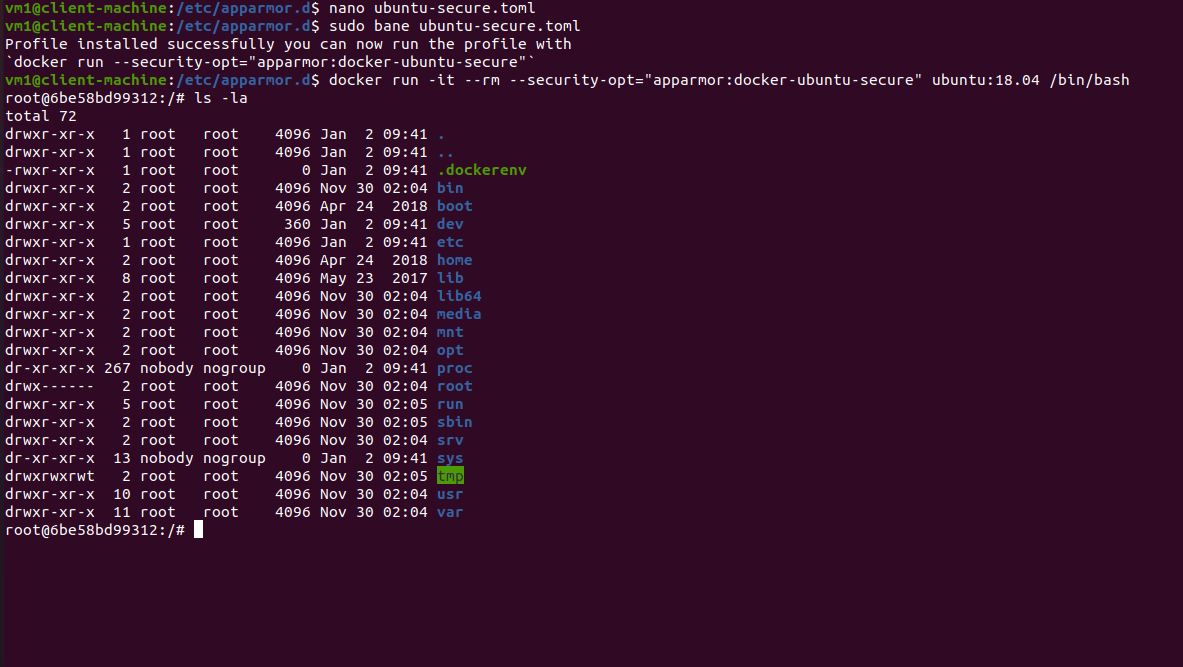 vm1@client-machine:/etc/apparmor.d$ nano ubuntu-secure.toml
vm1@client-machine:/etc/apparmor.d$ sudo bane ubuntu-secure.toml
Profile installed successfully you can now run the profile with
`docker run --security-opt="apparmor:docker-ubuntu-secure"`
vm1@client-machine:/etc/apparmor.d$ docker run -it --rm --security-opt="apparmor:docker-ubuntu-secure" ubuntu:18.04 /bin/bash
root@6be58bd99312:/# ls -la
total 72
drwxr-xr-x   1 root   root    4096 Jan  2 09:41 .
drwxr-xr-x   1 root   root    4096 Jan  2 09:41 ..
-rwxr-xr-x   1 root   root       0 Jan  2 09:41 .dockerenv
drwxr-xr-x   2 root   root    4096 Nov 30 02:04 bin
drwxr-xr-x   2 root   root    4096 Apr 24  2018 boot
drwxr-xr-x   5 root   root     360 Jan  2 09:41 dev
drwxr-xr-x   1 root   root    4096 Jan  2 09:41 etc
drwxr-xr-x   2 root   root    4096 Apr 24  2018 home
drwxr-xr-x   8 root   root    4096 May 23  2017 lib
drwxr-xr-x   2 root   root    4096 Nov 30 02:04 lib64
drwxr-xr-x   2 root   root    4096 Nov 30 02:04 media
drwxr-xr-x   2 root   root    4096 Nov 30 02:04 mnt
drwxr-xr-x   2 root   root    4096 Nov 30 02:04 opt
dr-xr-xr-x 267 nobody nogroup    0 Jan  2 09:41 proc
drwx------   2 root   root    4096 Nov 30 02:04 root
drwxr-xr-x   5 root   root    4096 Nov 30 02:05 run
drwxr-xr-x   2 root   root    4096 Nov 30 02:05 sbin
drwxr-xr-x   2 root   root    4096 Nov 30 02:04 srv
dr-xr-xr-x  13 nobody nogroup    0 Jan  2 09:41 sys
drwxrwxrwt   2 root   root    4096 Nov 30 02:05 tmp
drwxr-xr-x  10 root   root    4096 Nov 30 02:04 usr
drwxr-xr-x  11 root   root    4096 Nov 30 02:04 var
root@6be58bd99312:/#